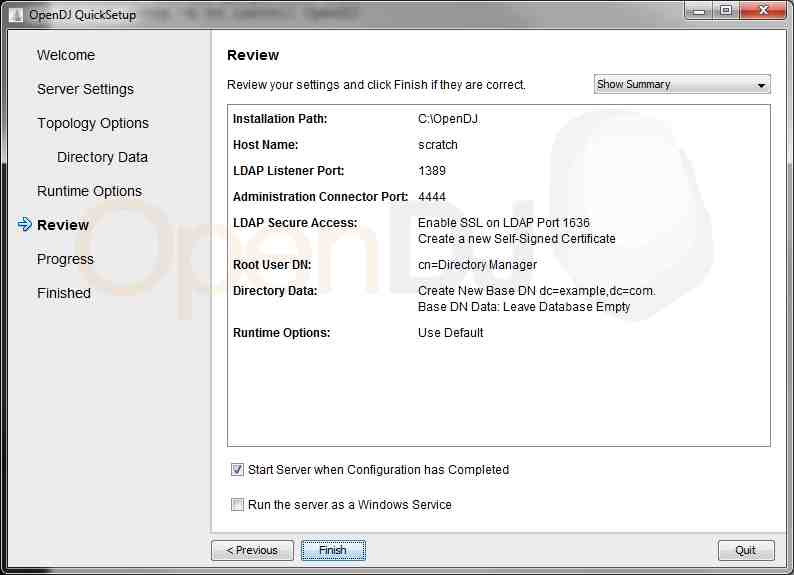 OpenDJ QuickSetup
Welcome
Server Settings
Topology Options
Directory Data
Runtime Options
Review
Progress
Finished
Review
Review your settings and click Finish if they are correct.
Show Summary
Installation Path: C:\OpenDJ
Host Name: scratch
LDAP Listener Port: 1389
Administration Connector Port: 4444
LDAP Secure Access: Enable SSL on LDAP Port 1636
Create a new Self-Signed Certificate
Root User DN: cn=Directory Manager
Directory Data: Create New Base DN dc=example,dc=com.
Base DN Data: Leave Database Empty
Runtime Options: Use Default
OpenDJ
Start Server when Configuration has Completed
Run the server as a Windows Service
< Previous
Finish
Quit